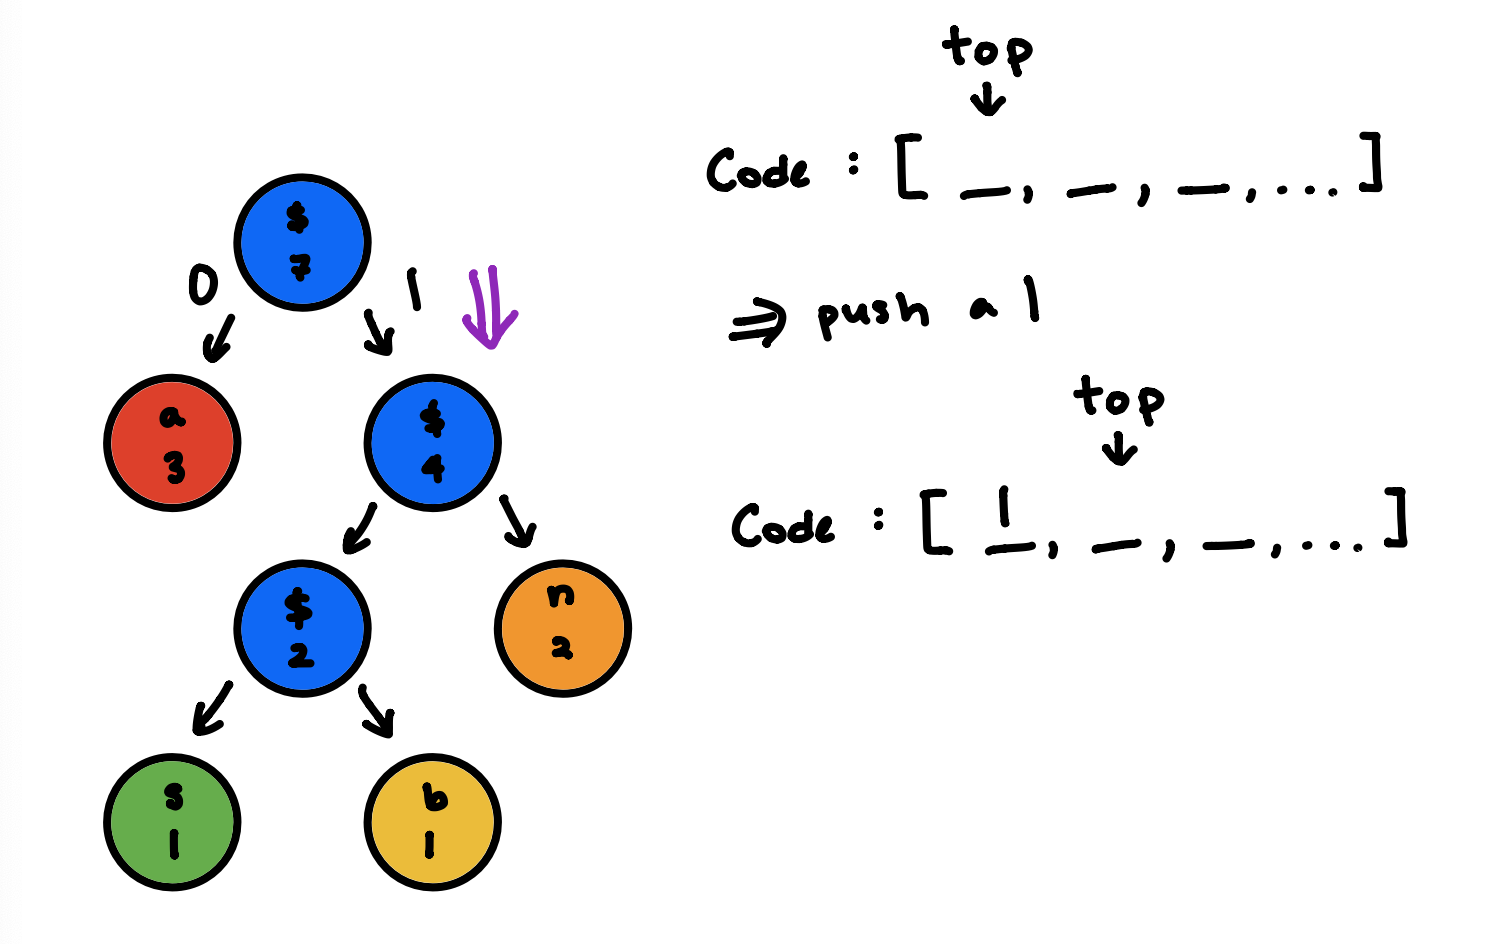 top
Code : [ _ , _ , _ , ... ]
⇒ push a 1
top
Code : [ 1 , _ , _ , ... ]
$
7
0
1
a
3
$
4
$
2
n
2
s
1
b
1